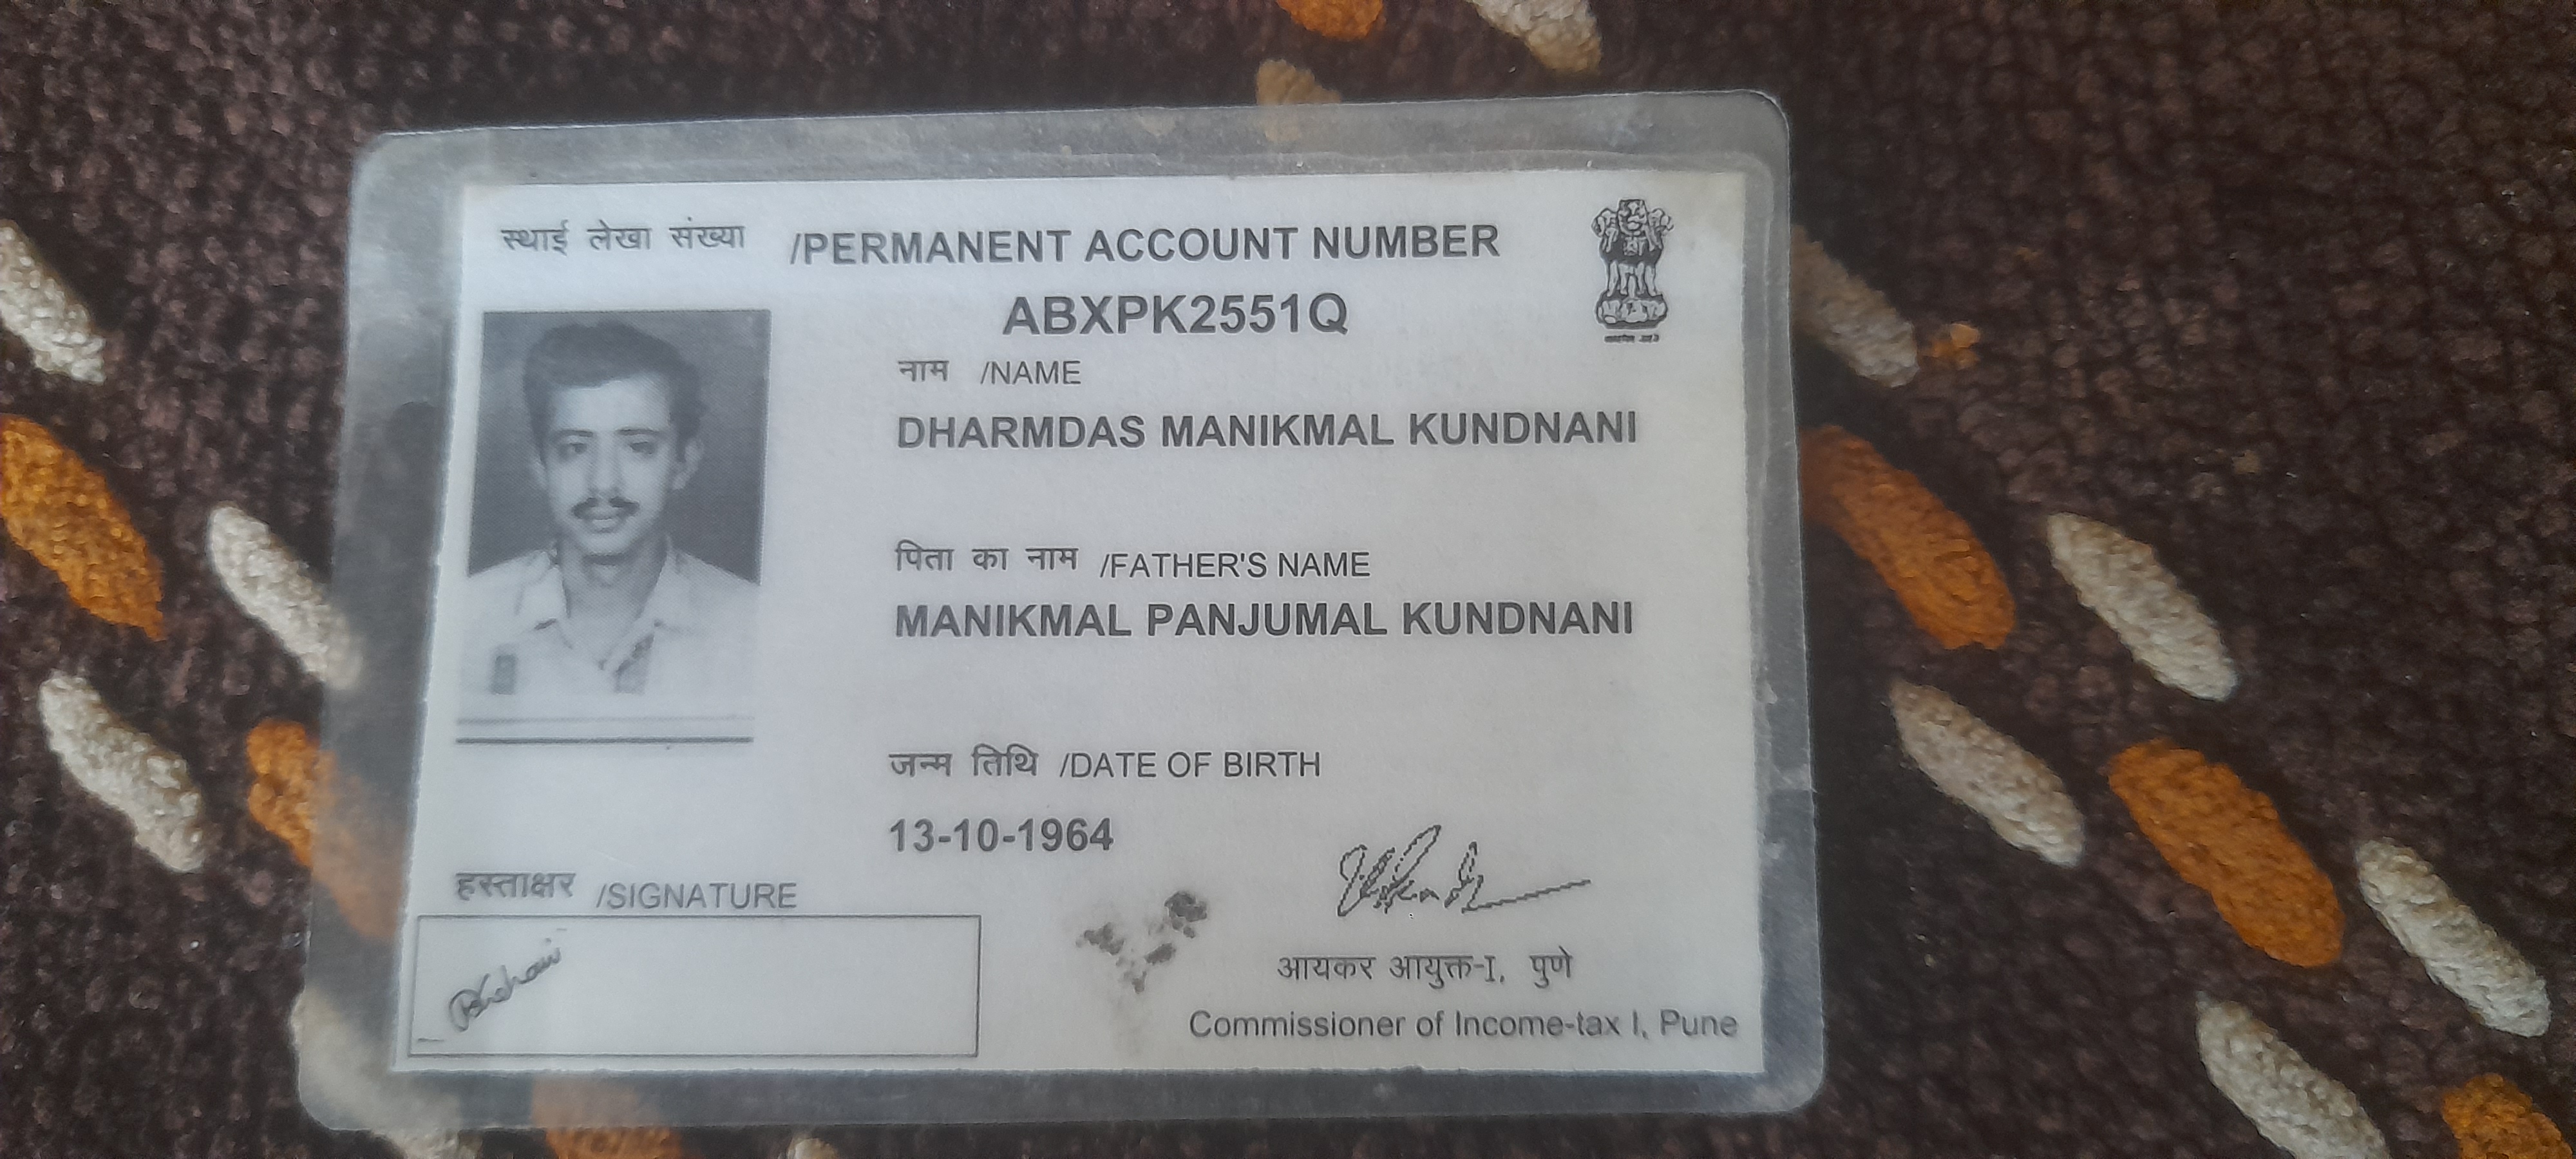 स्थाई लेखा संख्या /PERMANENT ACCOUNT NUMBER
ABXPK2551Q
नाम /NAME
DHARMDAS MANIKMAL KUNDNANI
पिता का नाम /FATHER'S NAME
MANIKMAL PANJUMAL KUNDNANI
जन्म तिथि /DATE OF BIRTH
13-10-1964
हस्ताक्षर /SIGNATURE
आयकर आयुक्त-I, पुणे
Commissioner of Income-tax I, Pune